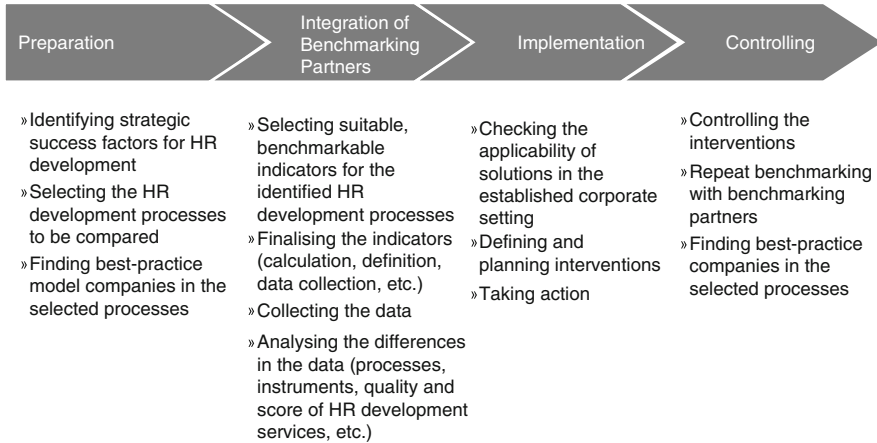 Preparation
Integration of
Benchmarking
Partners
Implementation
Controlling
»Identifying strategic
success factors for HR
development
»Selecting the HR
development processes
to be compared
»Finding best-practice
model companies in the
selected processes
»Selecting suitable,
benchmarkable
indicators for the
identified HR
development processes
»Finalising the indicators
(calculation, definition,
data collection, etc.)
»Collecting the data
»Analysing the differences
in the data (processes,
instruments, quality and
score of HR development
services, etc.)
»Checking the
applicability of
solutions in the
established corporate
setting
»Defining and
planning interventions
»Taking action
»Controlling the
interventions
»Repeat benchmarking
with benchmarking
partners
»Finding best-practice
companies in the
selected processes